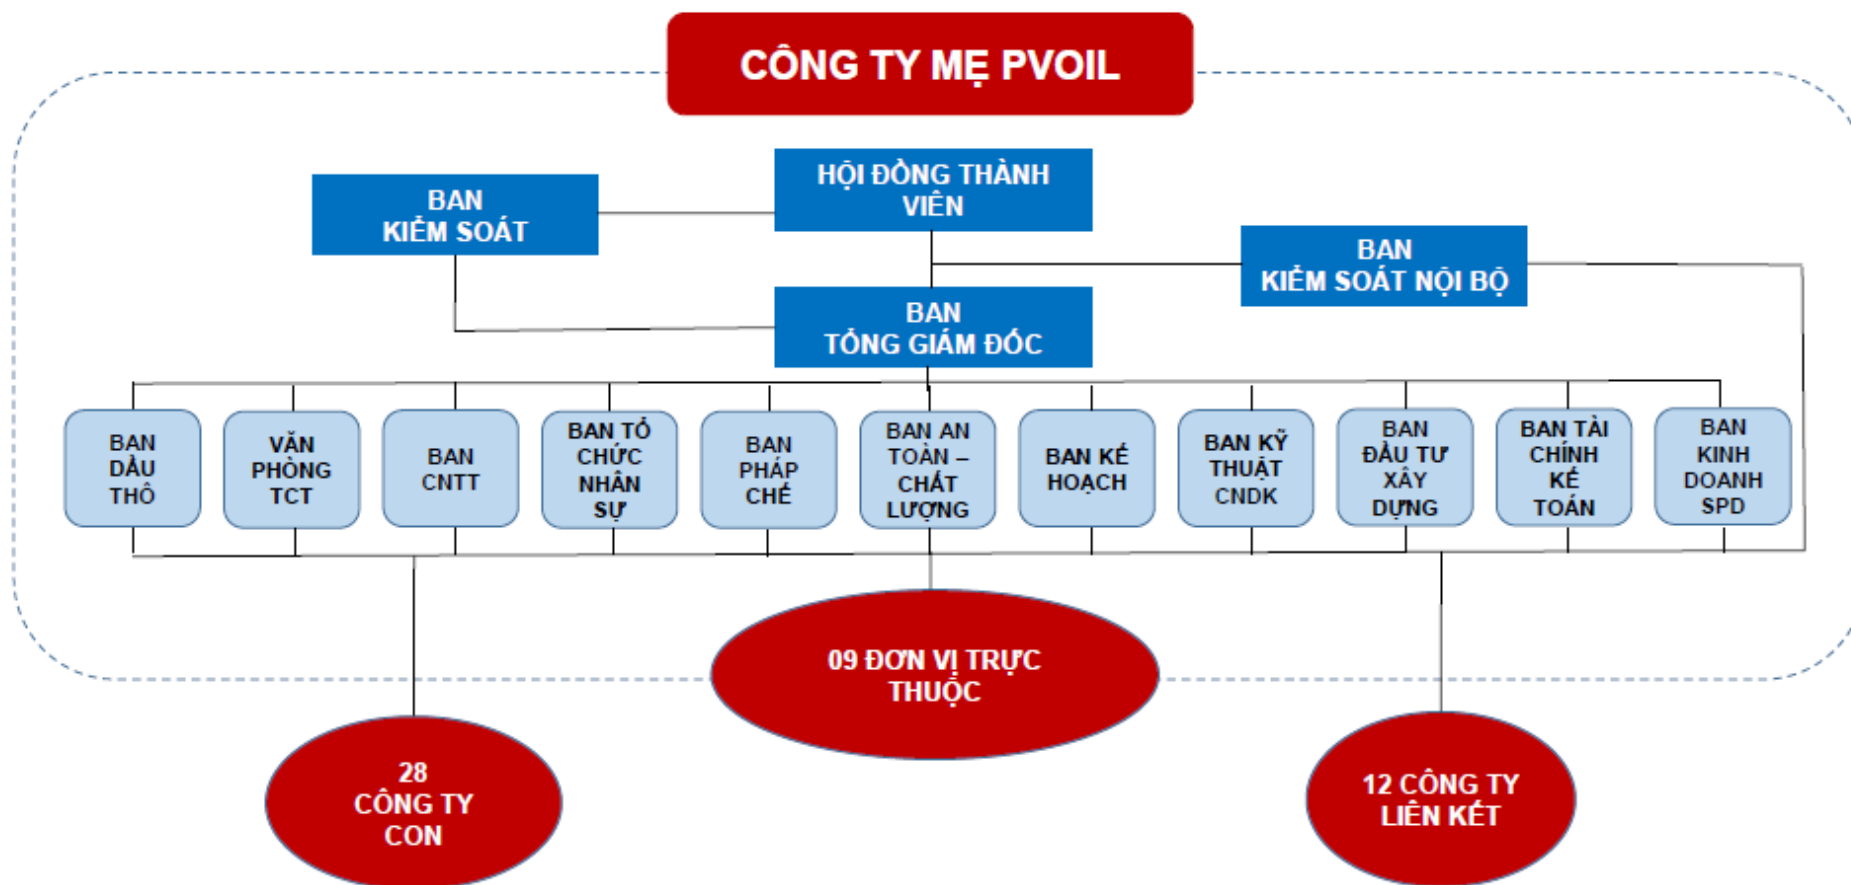 CÔNG TY MẸ PVOIL
HỘI ĐỒNG THÀNH
VIÊN
BAN
KIỂM SOÁT
BAN
KIỂM SOÁT NỘI BỘ
BAN
TỔNG GIÁM ĐỐC
BAN
DẦU
THÔ
VĂN
PHÒNG
TCT
BAN
CNTT
BAN TỔ
CHỨC
NHÂN
SỰ
BAN
PHÁP
CHẾ
BAN AN
TOÀN –
CHẤT
LƯỢNG
BAN KẾ
HOẠCH
BAN KỸ
THUẬT
CNDK
BAN
ĐẦU TƯ
XÂY
DỰNG
BAN TÀI
CHÍNH
KẾ
TOÁN
BAN
KINH
DOANH
SPD
09 ĐƠN VỊ TRỰC
THUỘC
28
CÔNG TY
CON
12 CÔNG TY
LIÊN KẾT